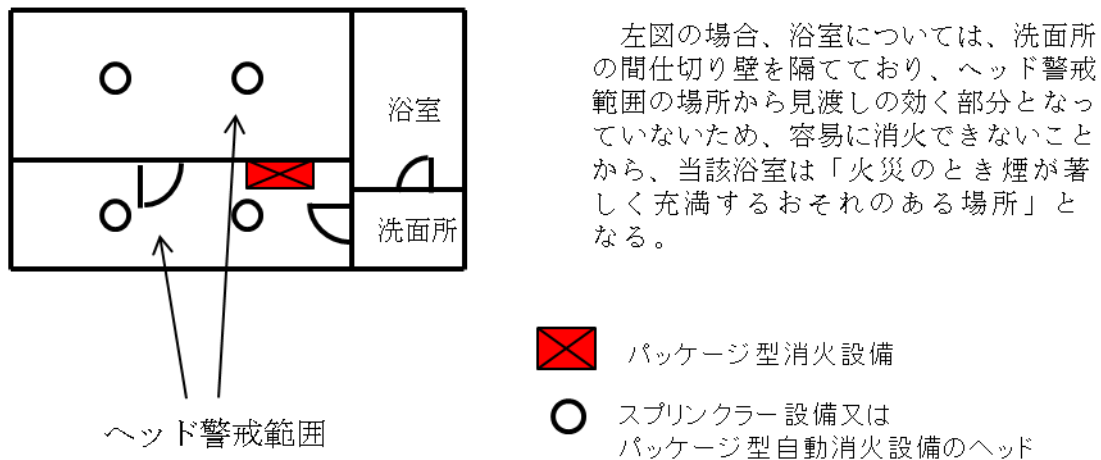 浴室
洗面所
ヘッド警戒範囲
左図の場合、浴室については、洗面所
の間仕切り壁を隔てており、ヘッド警戒
範囲の場所から見渡しの効く部分となっ
ていないため、容易に消火できないこと
から、当該浴室は「火災のとき煙が著
しく充満するおそれのある場所」と
なる。
パッケージ型消火設備
スプリンクラー設備又は
パッケージ型自動消火設備のヘッド